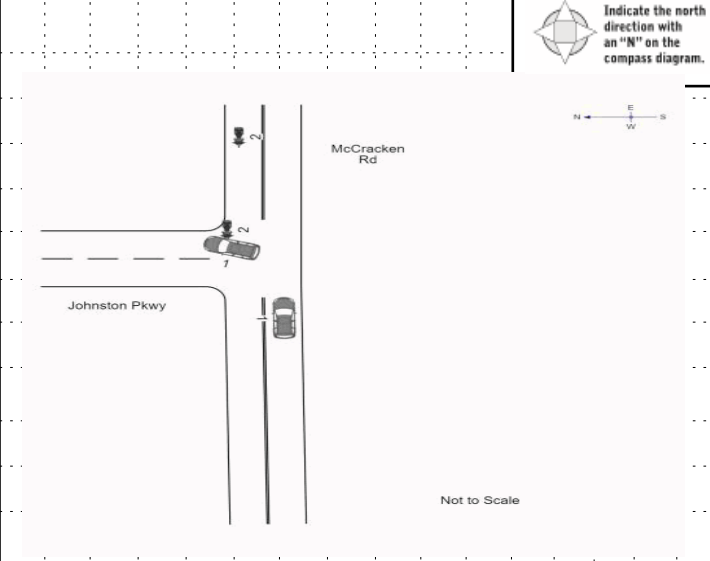 Indicate the north
direction with
an “N” on the
compass diagram.
E
N S
W
McCracken
Rd
2
2
1
Johnston Pkwy
1
Not to Scale